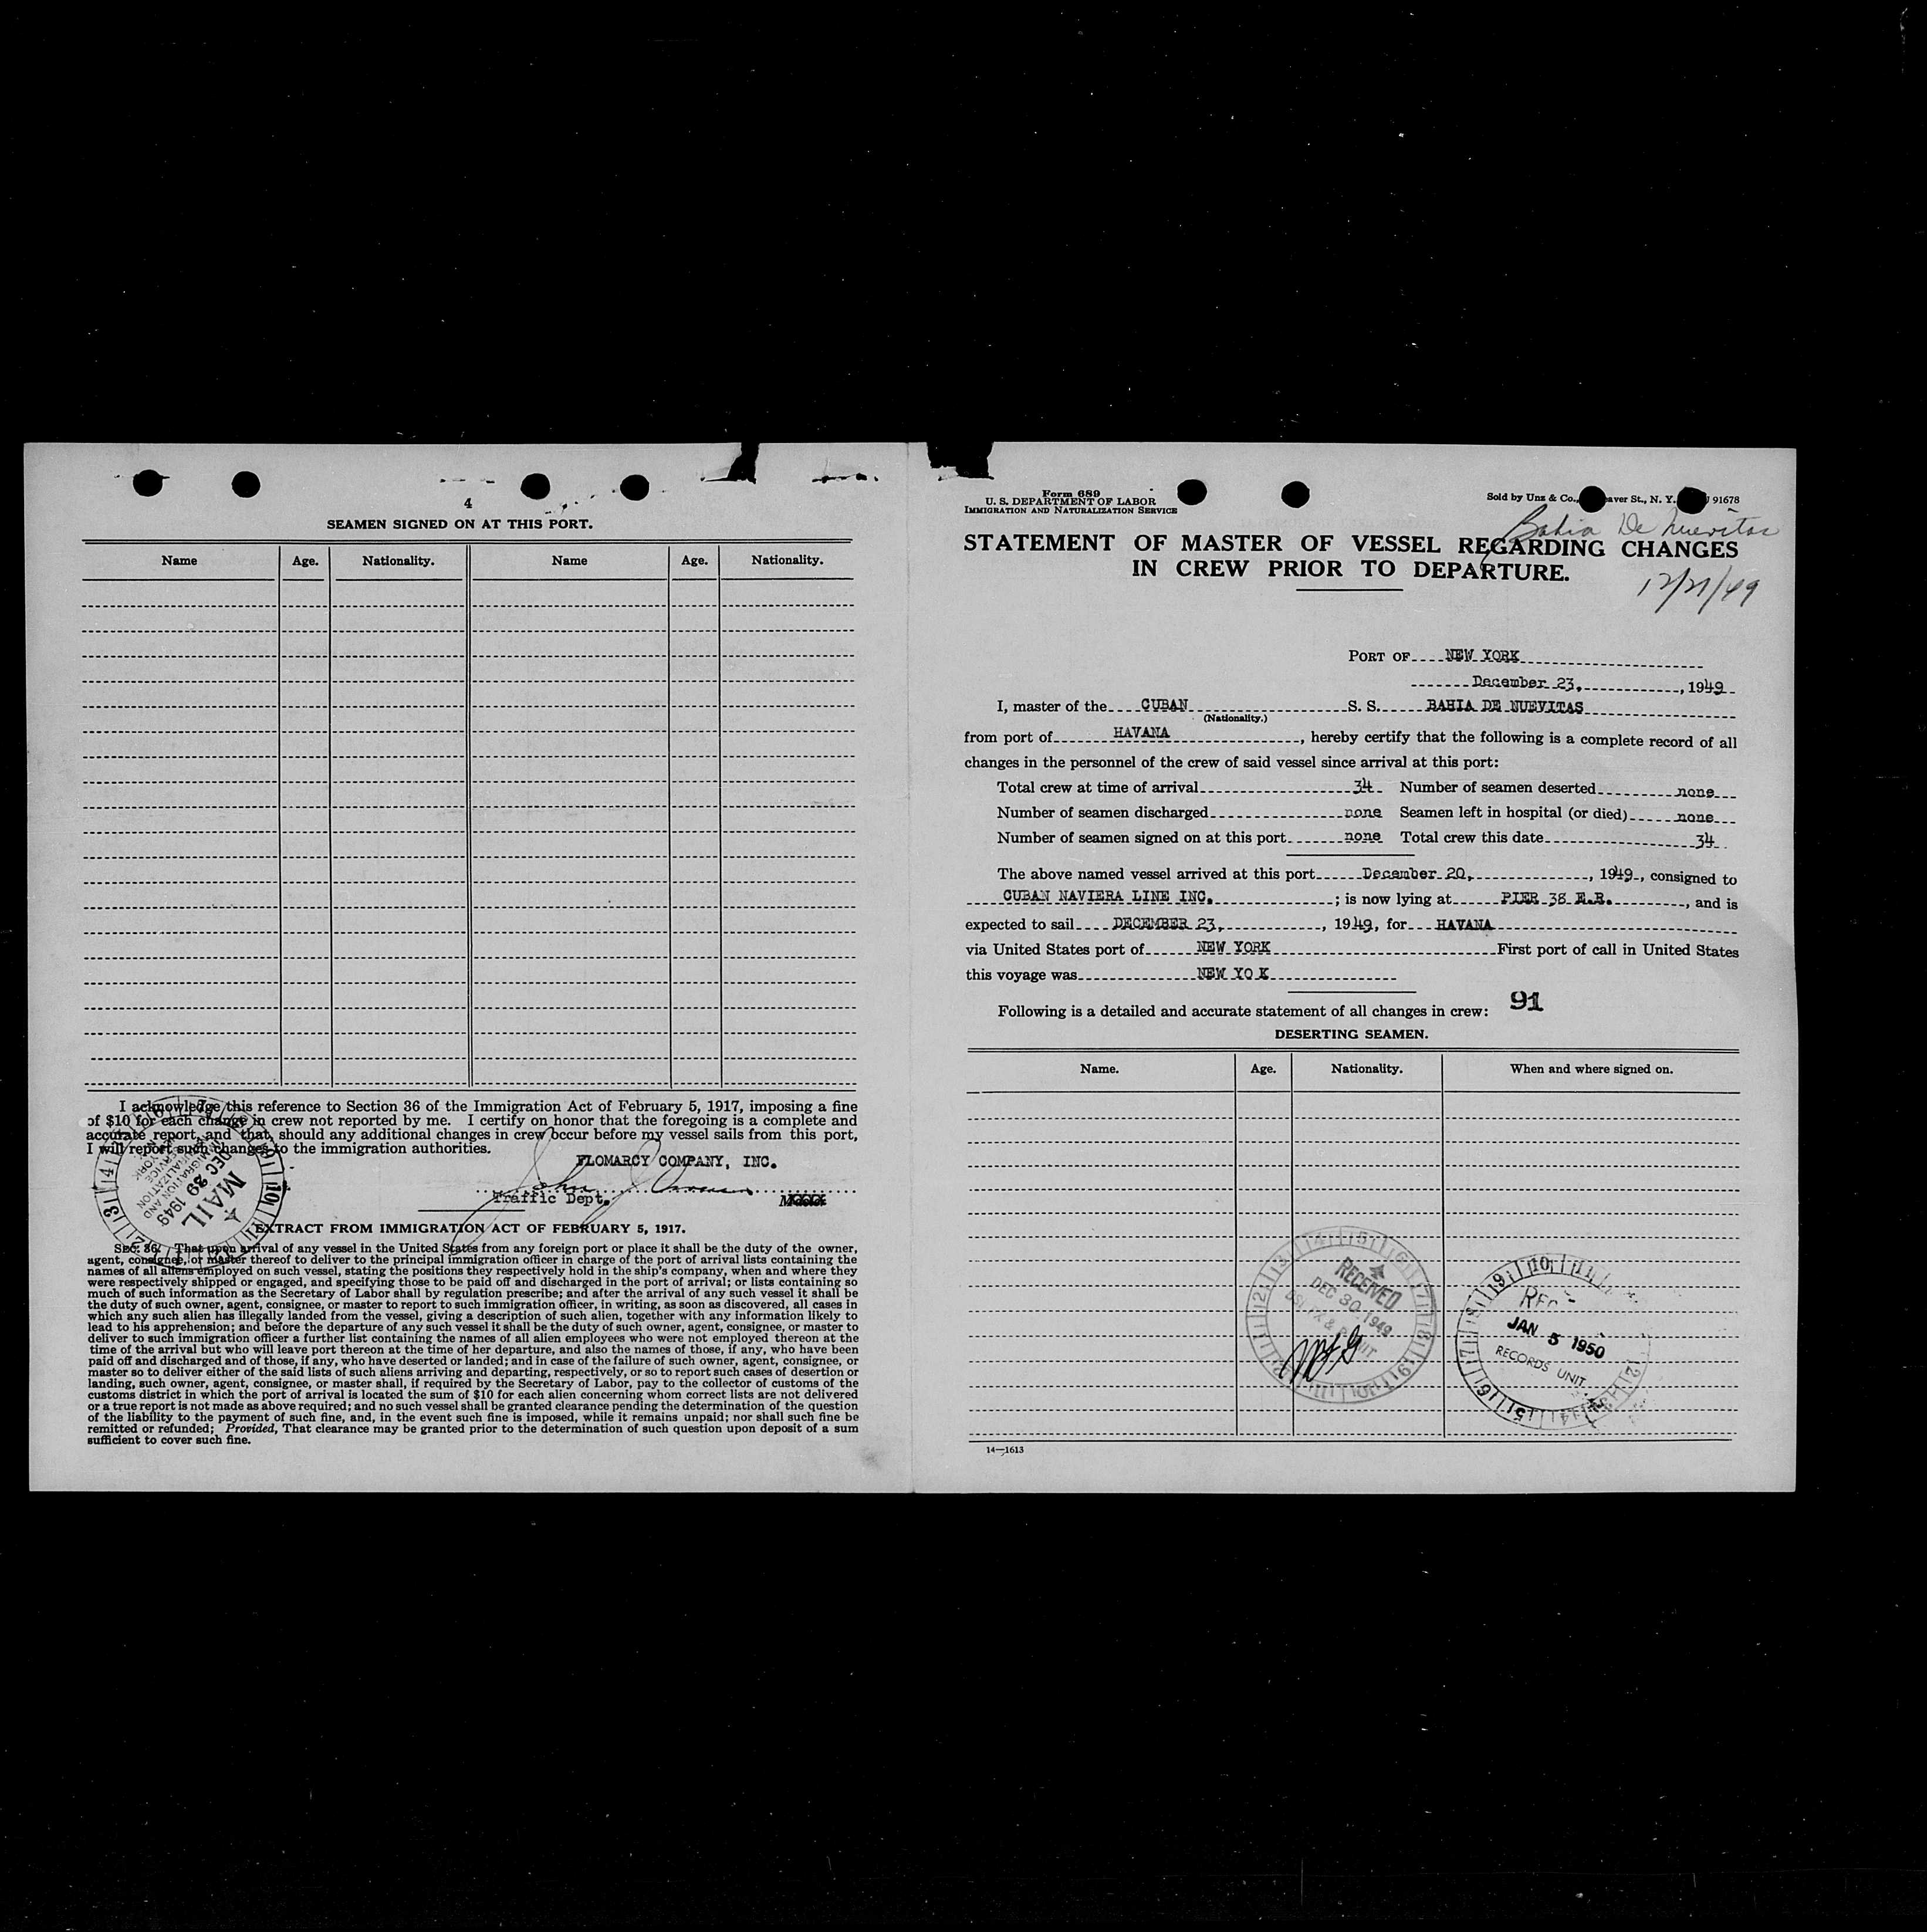 4
SEAMEN SIGNED ON AT THIS PORT.
Name Age. Nationality. Name Age. Nationality.
I acknowledge this reference to Section 36 of the Immigration Act of February 5, 1917, imposing a fine
of $10 for each change in crew not reported by me. I certify on honor that the foregoing is a complete and
accurate report, and that, should any additional changes in crew occur before my vessel sails from this port,
I will report such changes to the immigration authorities.
FLOMARCY COMPANY, INC.
John J.
Traffic Dept.
MAIL
DEC 29 1949
IMMIGRATION AND
NATURALIZATION
SERVICE
NEW YORK
EXTRACT FROM IMMIGRATION ACT OF FEBRUARY 5, 1917.
SEC. 36. That upon arrival of any vessel in the United States from any foreign port or place it shall be the duty of the owner,
agent, consignee, or master thereof to deliver to the principal immigration officer in charge of the port of arrival lists containing the
names of all aliens employed on such vessel, stating the positions they respectively hold in the ship's company, when and where they
were respectively shipped or engaged, and specifying those to be paid off and discharged in the port of arrival; or lists containing so
much of such information as the Secretary of Labor shall by regulation prescribe; and after the arrival of any such vessel it shall be
the duty of such owner, agent, consignee, or master to report to such immigration officer, in writing, as soon as discovered, all cases in
which any such alien has illegally landed from the vessel, giving a description of such alien, together with any information likely to
lead to his apprehension; and before the departure of any such vessel it shall be the duty of such owner, agent, consignee, or master to
deliver to such immigration officer a further list containing the names of all alien employees who were not employed thereon at the
time of the arrival but who will leave port thereon at the time of her departure, and also the names of those, if any, who have been
paid off and discharged and of those, if any, who have deserted or landed; and in case of the failure of such owner, agent, consignee, or
master so to deliver either of the said lists of such aliens arriving and departing, respectively, or so to report such cases of desertion or
landing, such owner, agent, consignee, or master shall, if required by the Secretary of Labor, pay to the collector of customs of the
customs district in which the port of arrival is located the sum of $10 for each alien concerning whom correct lists are not delivered
or a true report is not made as above required; and no such vessel shall be granted clearance pending the determination of the question
of the liability to the payment of such fine, and, in the event such fine is imposed, while it remains unpaid; nor shall such fine be
remitted or refunded; Provided, That clearance may be granted prior to the determination of such question upon deposit of a sum
sufficient to cover such fine.
Form 689
U. S. DEPARTMENT OF LABOR
IMMIGRATION AND NATURALIZATION SERVICE
Sold by Unz & Co., aver St., N. Y. 91678
Bahia De Nuevitas
STATEMENT OF MASTER OF VESSEL REGARDING CHANGES
IN CREW PRIOR TO DEPARTURE.
12/21/49
PORT OF NEW YORK
December 23, , 1949
I, master of the CUBAN S. S. BAHIA DE NUEVITAS
(Nationality.)
from port of HAVANA , hereby certify that the following is a complete record of all
changes in the personnel of the crew of said vessel since arrival at this port:
Total crew at time of arrival 34 Number of seamen deserted none
Number of seamen discharged none Seamen left in hospital (or died) none
Number of seamen signed on at this port none Total crew this date 34
The above named vessel arrived at this port December 20, , 1949, consigned to
CUBAN NAVIERA LINE INC. ; is now lying at PIER 38 E.R. , and is
expected to sail DECEMBER 23, , 1949, for HAVANA
via United States port of NEW YORK First port of call in United States
this voyage was NEW YO K
Following is a detailed and accurate statement of all changes in crew: 91
DESERTING SEAMEN.
Name. Age. Nationality. When and where signed on.
RECEIVED
DEC 30 1949
REC
JAN 5 1950
RECORDS UNIT
14—1613